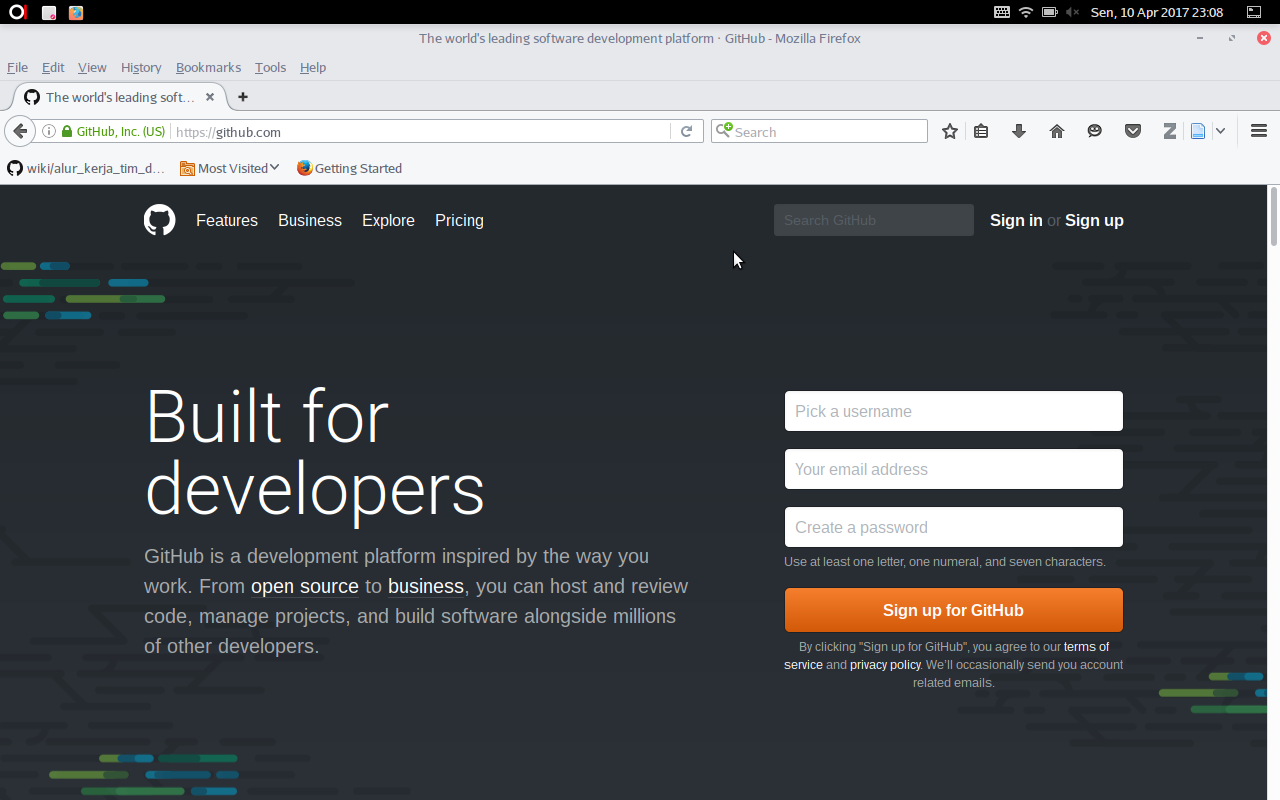 Sen, 10 Apr 2017 23:08
The world's leading software development platform · GitHub - Mozilla Firefox
File Edit View History Bookmarks Tools Help
The world's leading soft...
GitHub, Inc. (US) https://github.com Search
wiki/alur_kerja_tim_d... Most Visited Getting Started
Features Business Explore Pricing Search GitHub Sign in or Sign up
Built for
developers
GitHub is a development platform inspired by the way you
work. From open source to business, you can host and review
code, manage projects, and build software alongside millions
of other developers.
Pick a username
Your email address
Create a password
Use at least one letter, one numeral, and seven characters.
Sign up for GitHub
By clicking "Sign up for GitHub", you agree to our terms of
service and privacy policy. We'll occasionally send you account
related emails.